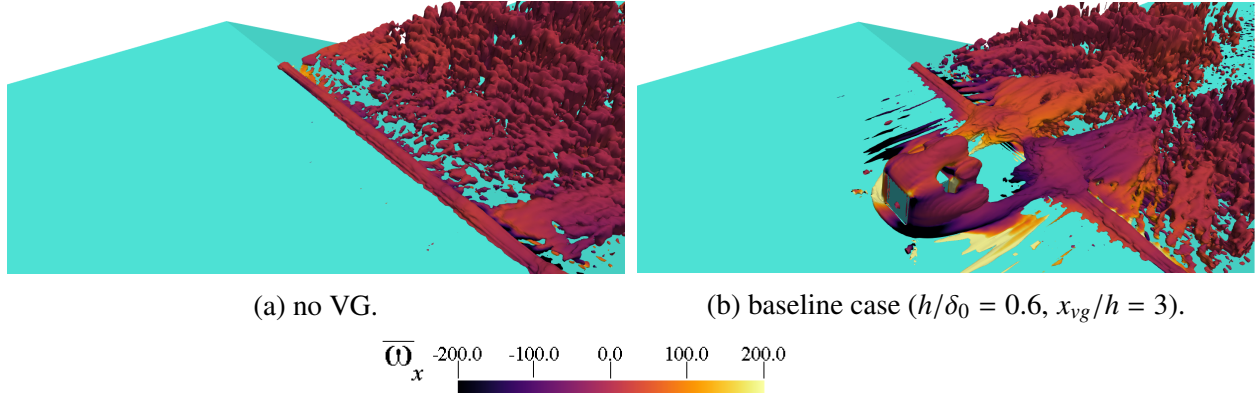 (a) no VG.
(b) baseline case (h/δ₀ = 0.6, x_vg/h = 3).
ω̅ₓ -200.0 -100.0 0.0 100.0 200.0